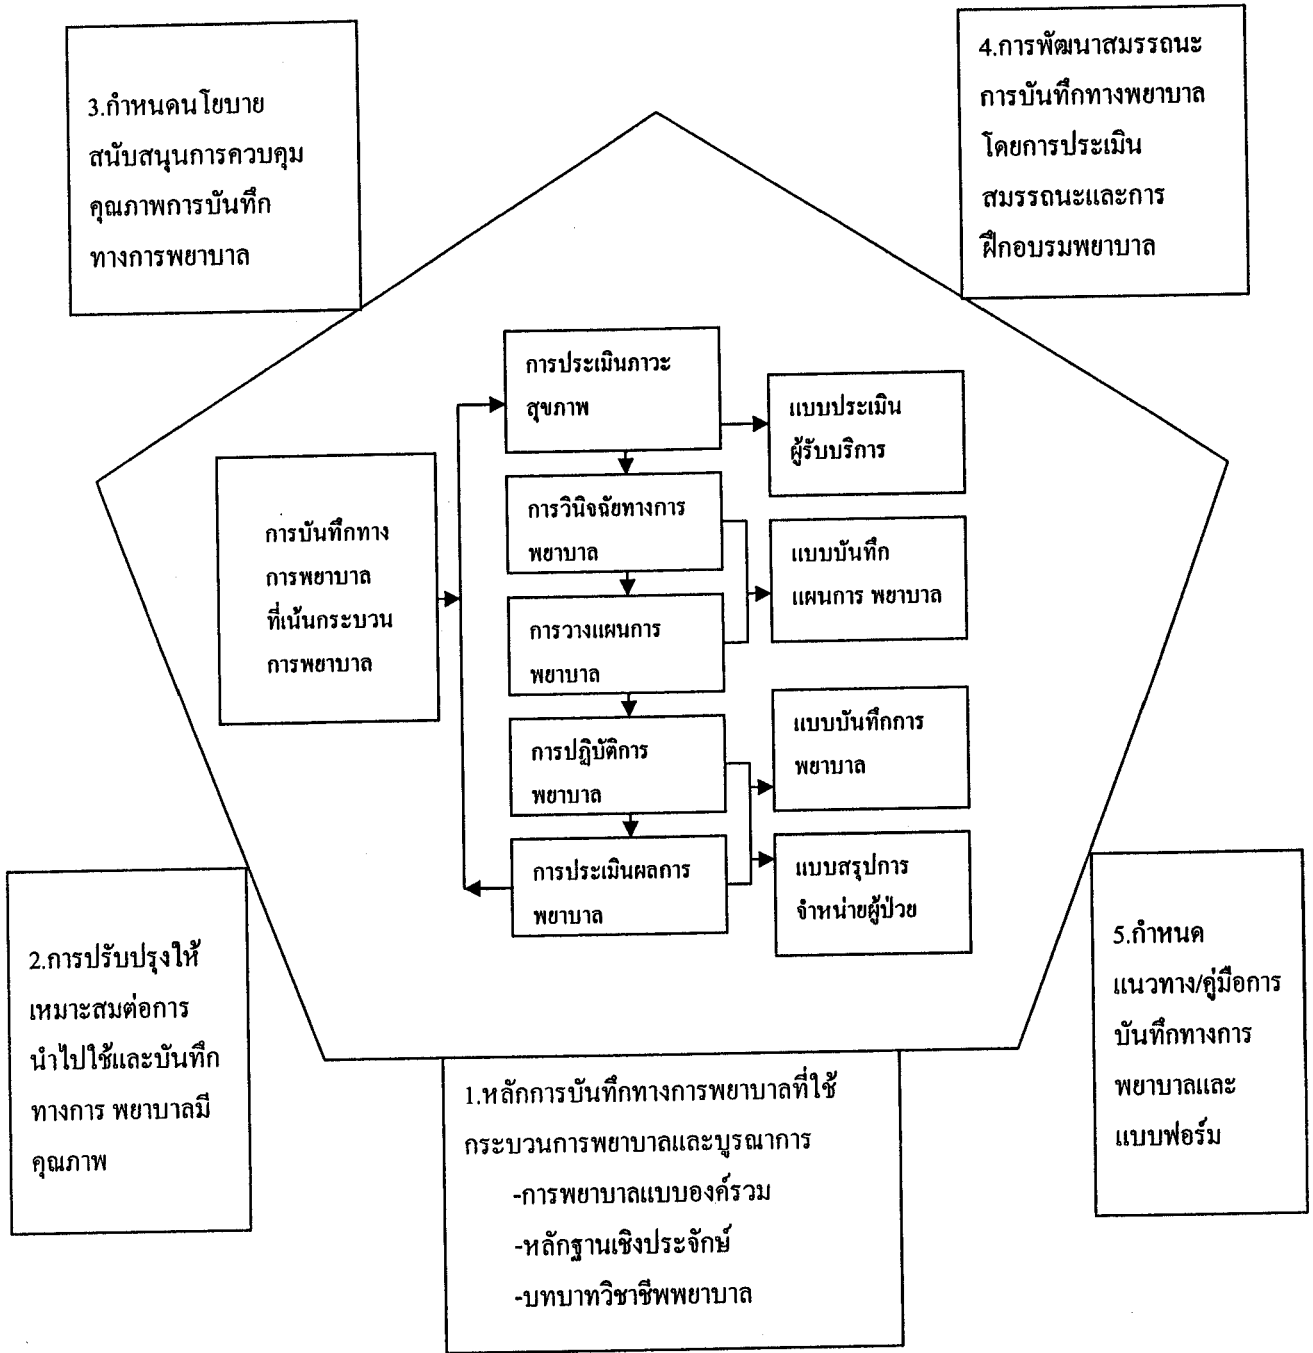 3.กำหนดนโยบาย
สนับสนุนการควบคุม
คุณภาพการบันทึก
ทางการพยาบาล
4.การพัฒนาสมรรถนะ
การบันทึกทางพยาบาล
โดยการประเมิน
สมรรถนะและการ
ฝึกอบรมพยาบาล
การบันทึกทาง
การพยาบาล
ที่เน้นกระบวน
การพยาบาล
การประเมินภาวะ
สุขภาพ
การวินิจฉัยทางการ
พยาบาล
การวางแผนการ
พยาบาล
การปฏิบัติการ
พยาบาล
การประเมินผลการ
พยาบาล
แบบประเมิน
ผู้รับบริการ
แบบบันทึก
แผนการ พยาบาล
แบบบันทึกการ
พยาบาล
แบบสรุปการ
จำหน่ายผู้ป่วย
2.การปรับปรุงให้
เหมาะสมต่อการ
นำไปใช้และบันทึก
ทางการ พยาบาลมี
คุณภาพ
1.หลักการบันทึกทางการพยาบาลที่ใช้
กระบวนการพยาบาลและบูรณาการ
-การพยาบาลแบบองค์รวม
-หลักฐานเชิงประจักษ์
-บทบาทวิชาชีพพยาบาล
5.กำหนด
แนวทาง/คู่มือการ
บันทึกทางการ
พยาบาลและ
แบบฟอร์ม